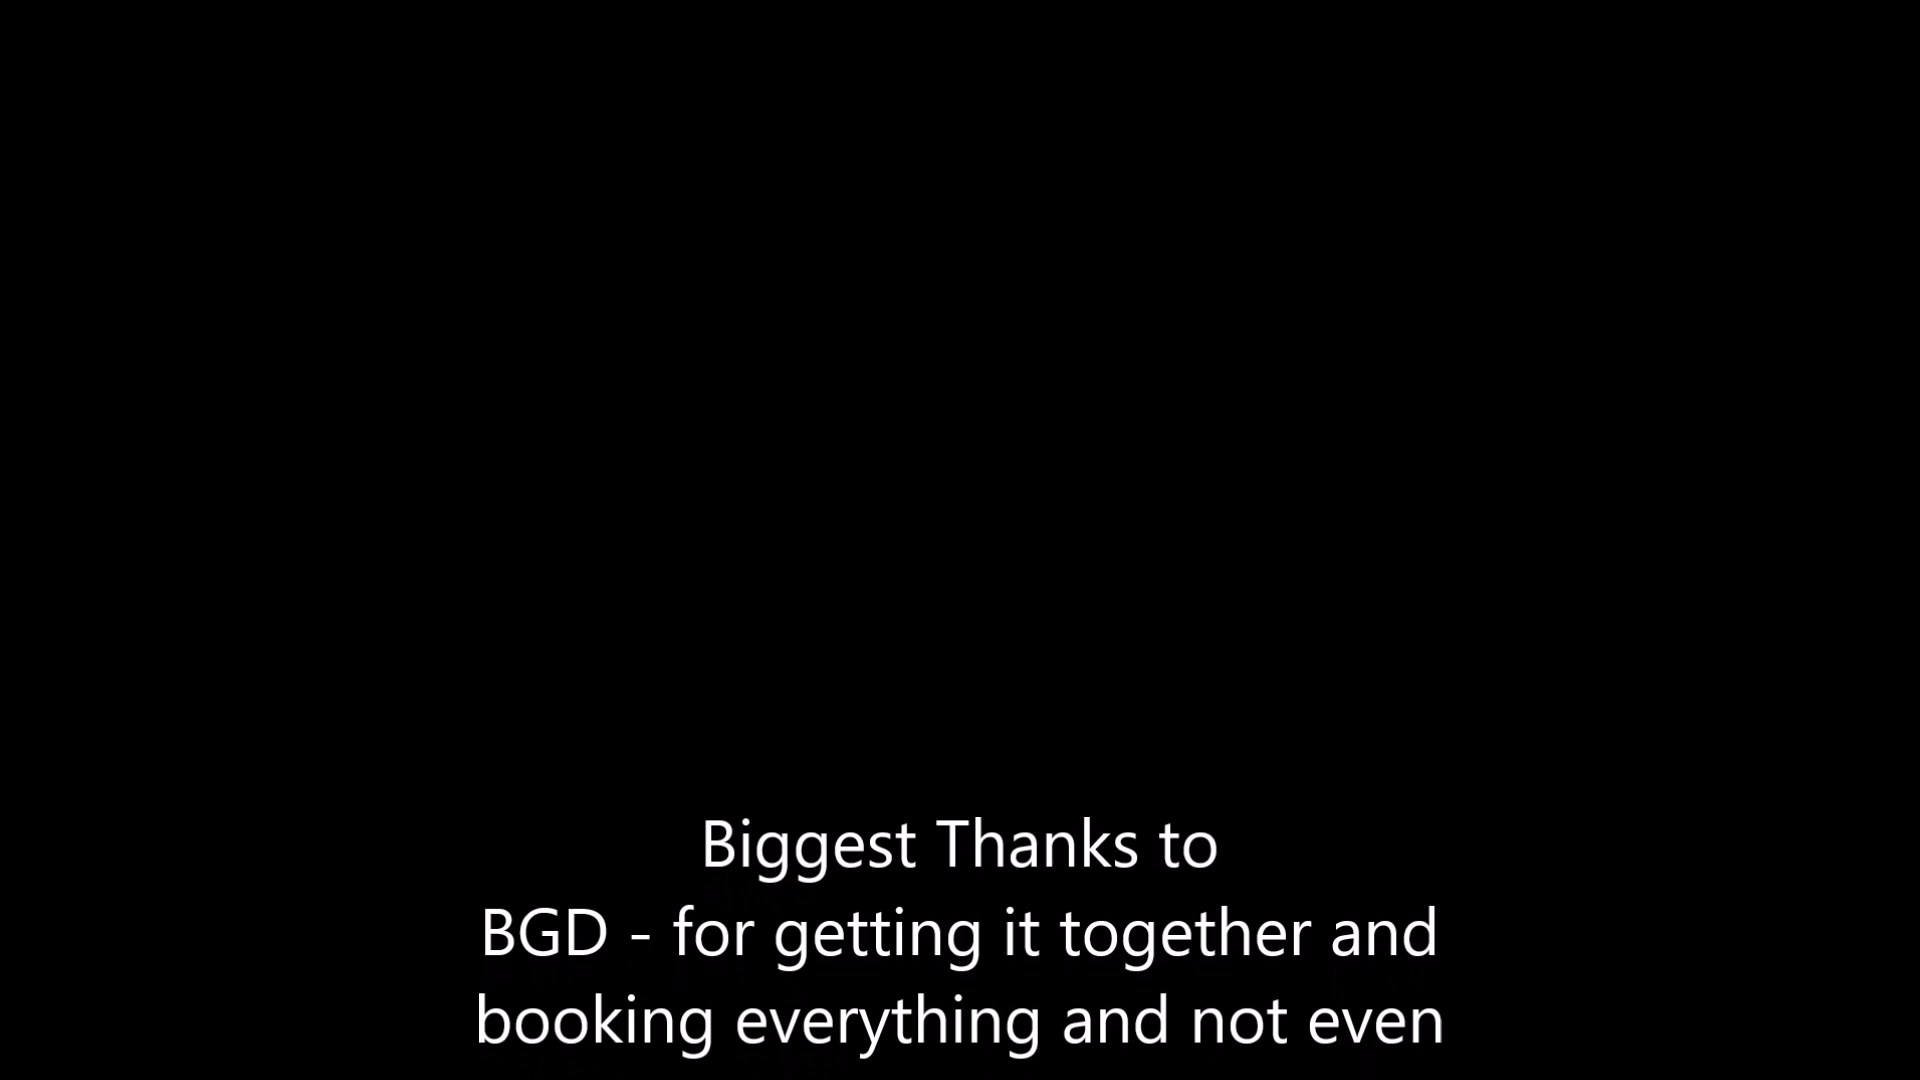 Biggest Thanks to
BGD - for getting it together and
booking everything and not even